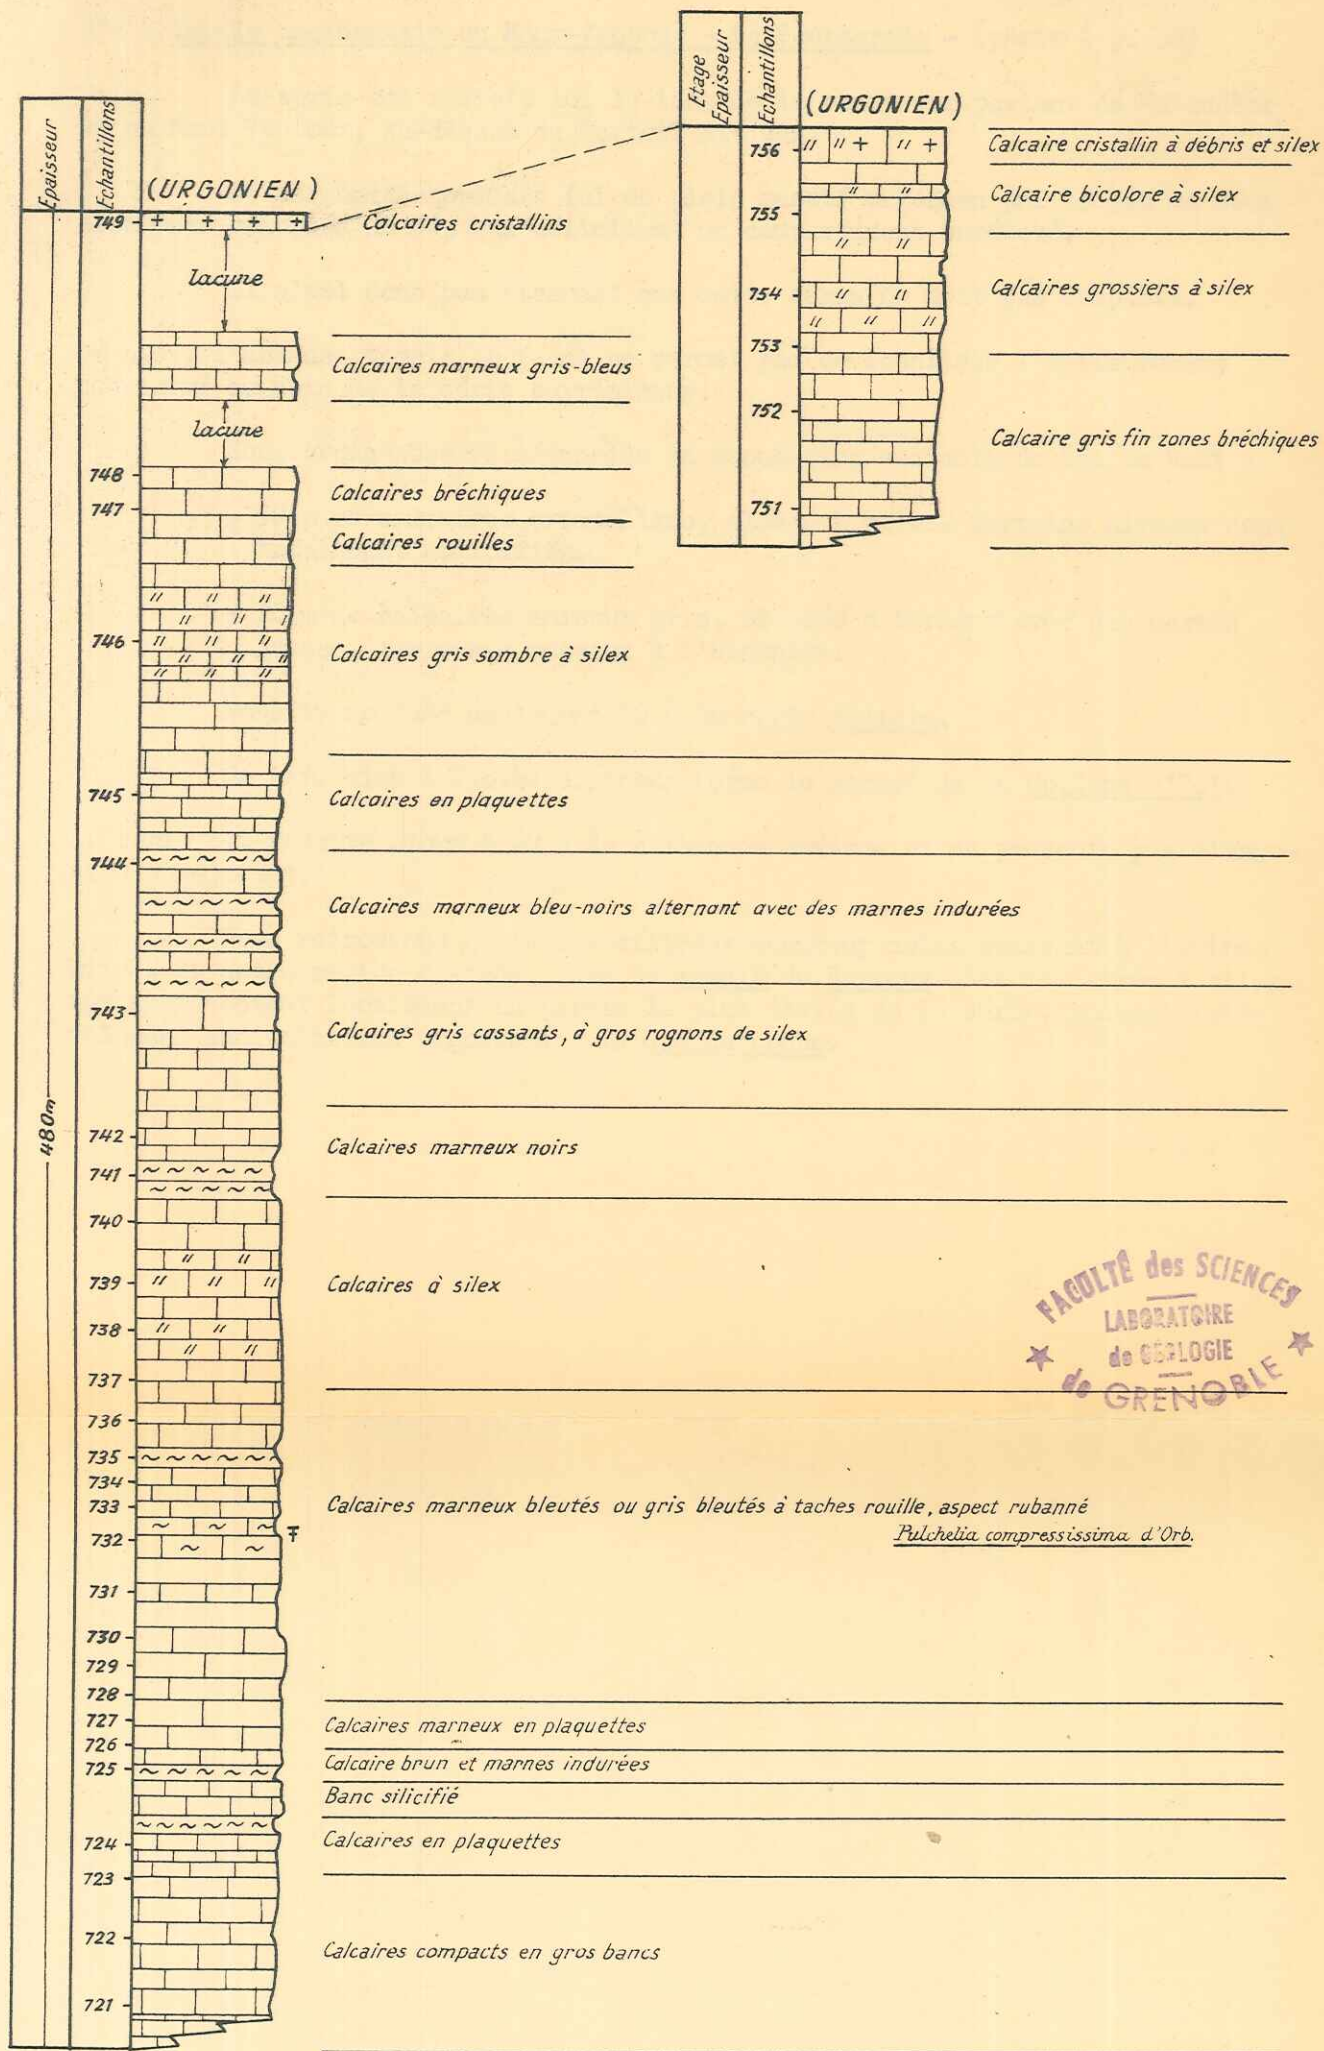 Epaisseur
Echantillons
(URGONIEN)
749
Calcaires cristallins
lacune
Calcaires marneux gris-bleus
lacune
748
Calcaires bréchiques
747
Calcaires rouilles
746
Calcaires gris sombre à silex
745
Calcaires en plaquettes
744
Calcaires marneux bleu-noirs alternant avec des marnes indurées
743
Calcaires gris cassants, à gros rognons de silex
480m
742
Calcaires marneux noirs
741
740
739
Calcaires à silex
738
737
736
735
734
733
Calcaires marneux bleutés ou gris bleutés à taches rouille, aspect rubanné
Pulchelia compressissima d'Orb.
732
731
730
729
728
727
Calcaires marneux en plaquettes
726
Calcaire brun et marnes indurées
725
Banc silicifié
724
Calcaires en plaquettes
723
722
Calcaires compacts en gros bancs
721
Etage
Epaisseur
Echantillons
(URGONIEN)
756
Calcaire cristallin à débris et silex
Calcaire bicolore à silex
755
754
Calcaires grossiers à silex
753
752
Calcaire gris fin zones bréchiques
751
FACULTÉ des SCIENCES
LABORATOIRE
de GÉOLOGIE
de GRENOBLE